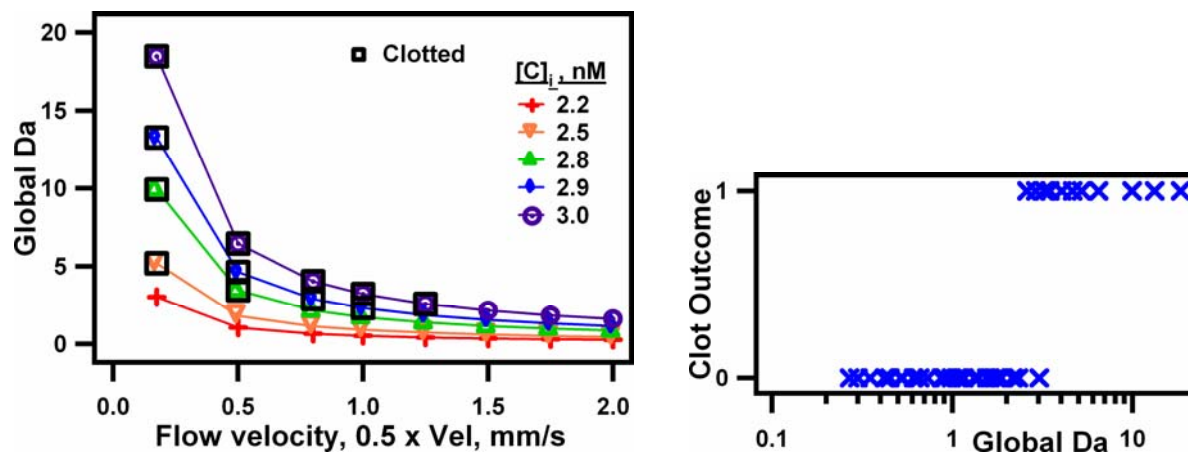 20
15
10
5
0
Global Da
Clotted
[C]i, nM
2.2
2.5
2.8
2.9
3.0
0.0 0.5 1.0 1.5 2.0
Flow velocity, 0.5 x Vel, mm/s
1
0
Clot Outcome
0.1 1 10
Global Da